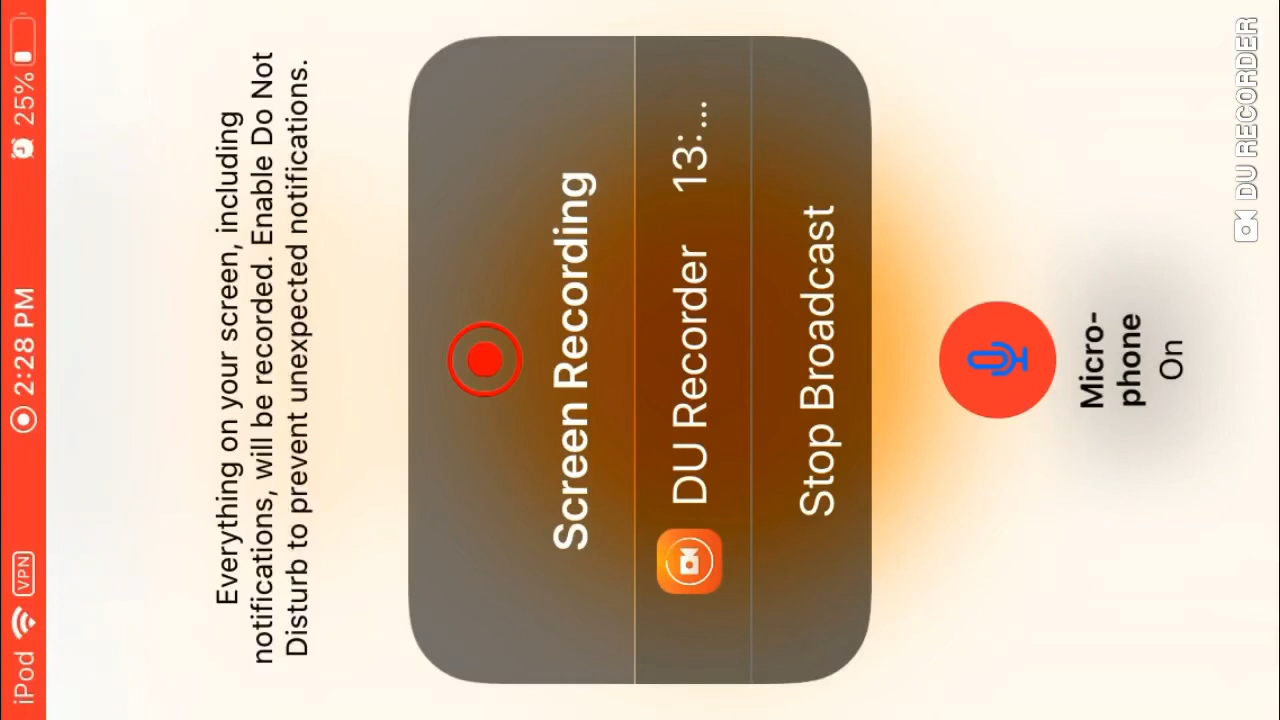 iPod VPN 2:28 PM 25%
Everything on your screen, including
notifications, will be recorded. Enable Do Not
Disturb to prevent unexpected notifications.
Screen Recording
DU Recorder 13:...
Stop Broadcast
Micro-
phone
On
DU RECORDER